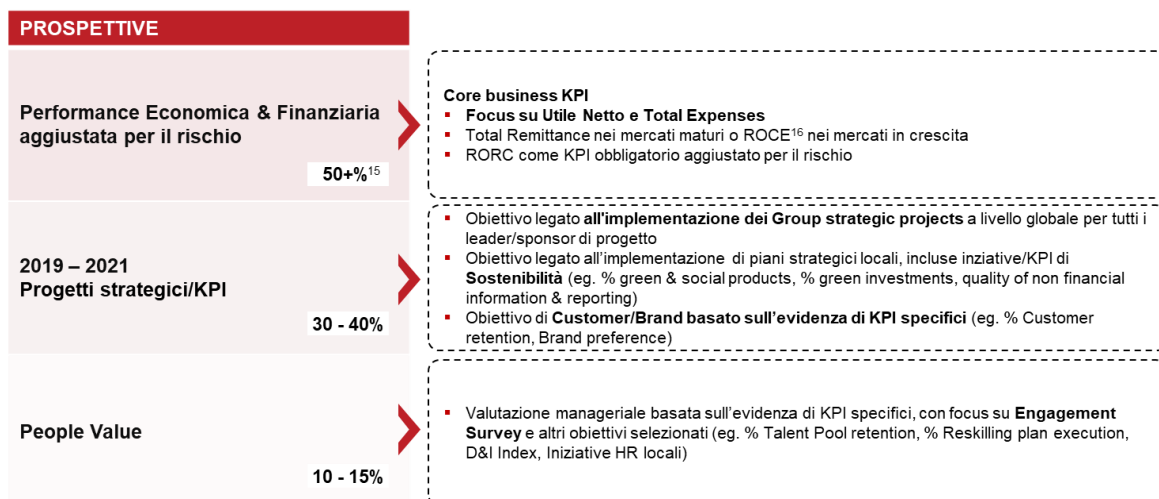 PROSPETTIVE
Performance Economica & Finanziaria
aggiustata per il rischio
50+%15
Core business KPI
▪ Focus su Utile Netto e Total Expenses
▪ Total Remittance nei mercati maturi o ROCE16 nei mercati in crescita
▪ RORC come KPI obbligatorio aggiustato per il rischio
2019 – 2021
Progetti strategici/KPI
30 - 40%
▪ Obiettivo legato all'implementazione dei Group strategic projects a livello globale per tutti i
leader/sponsor di progetto
▪ Obiettivo legato all’implementazione di piani strategici locali, incluse inziative/KPI di
Sostenibilità (eg. % green & social products, % green investments, quality of non financial
information & reporting)
▪ Obiettivo di Customer/Brand basato sull’evidenza di KPI specifici (eg. % Customer
retention, Brand preference)
People Value
10 - 15%
▪ Valutazione manageriale basata sull’evidenza di KPI specifici, con focus su Engagement
Survey e altri obiettivi selezionati (eg. % Talent Pool retention, % Reskilling plan execution,
D&I Index, Iniziative HR locali)